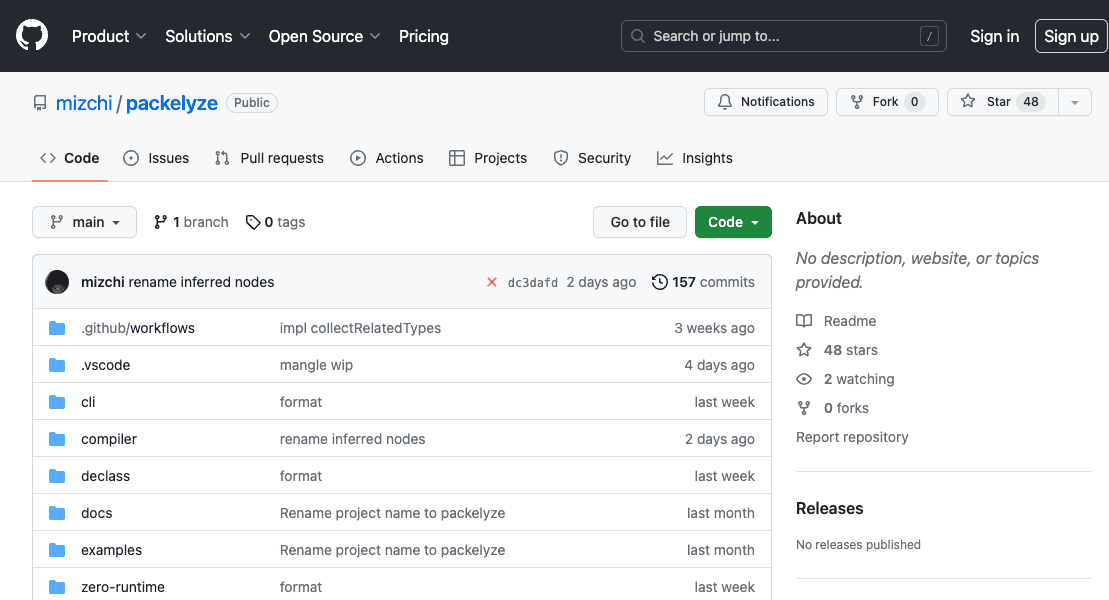 Product Solutions Open Source Pricing Search or jump to... / Sign in Sign up
mizchi / packelyze Public Notifications Fork 0 Star 48
Code Issues Pull requests Actions Projects Security Insights
main 1 branch 0 tags Go to file Code
mizchi rename inferred nodes dc3dafd 2 days ago 157 commits
.github/workflows impl collectRelatedTypes 3 weeks ago
.vscode mangle wip 4 days ago
cli format last week
compiler rename inferred nodes 2 days ago
declass format last week
docs Rename project name to packelyze last month
examples Rename project name to packelyze last month
zero-runtime format last week
About
No description, website, or topics
provided.
Readme
48 stars
2 watching
0 forks
Report repository
Releases
No releases published